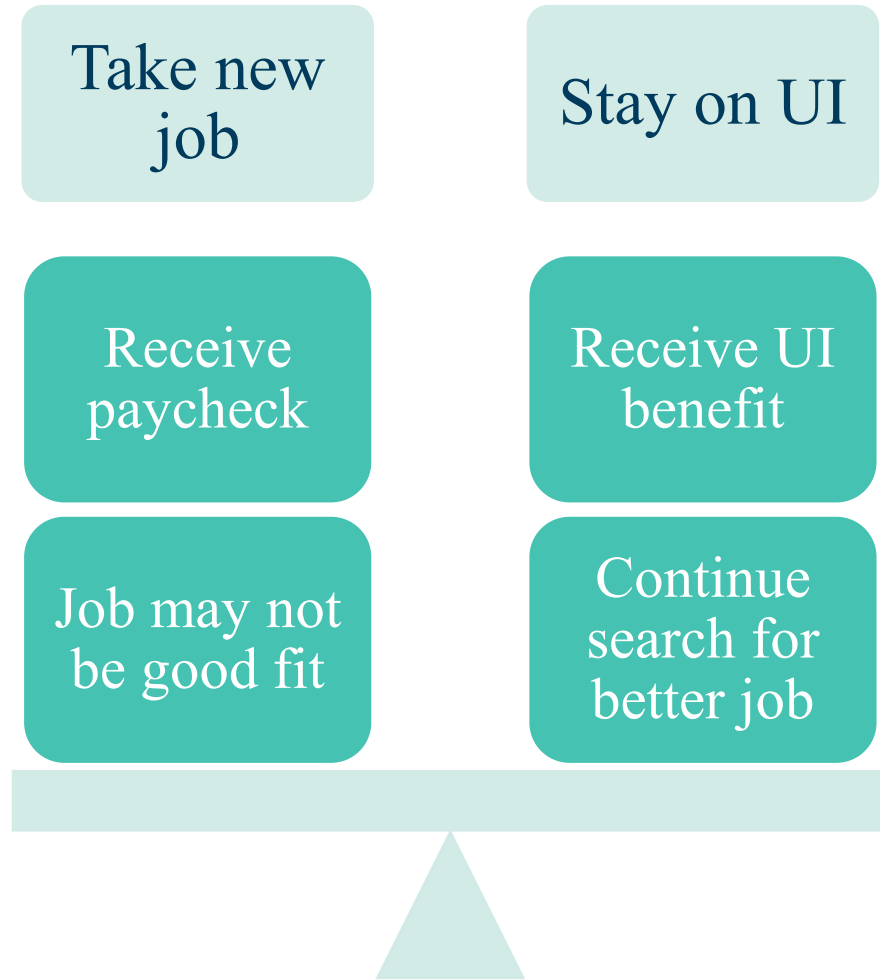 Take new
job
Stay on UI
Receive
paycheck
Receive UI
benefit
Job may not
be good fit
Continue
search for
better job